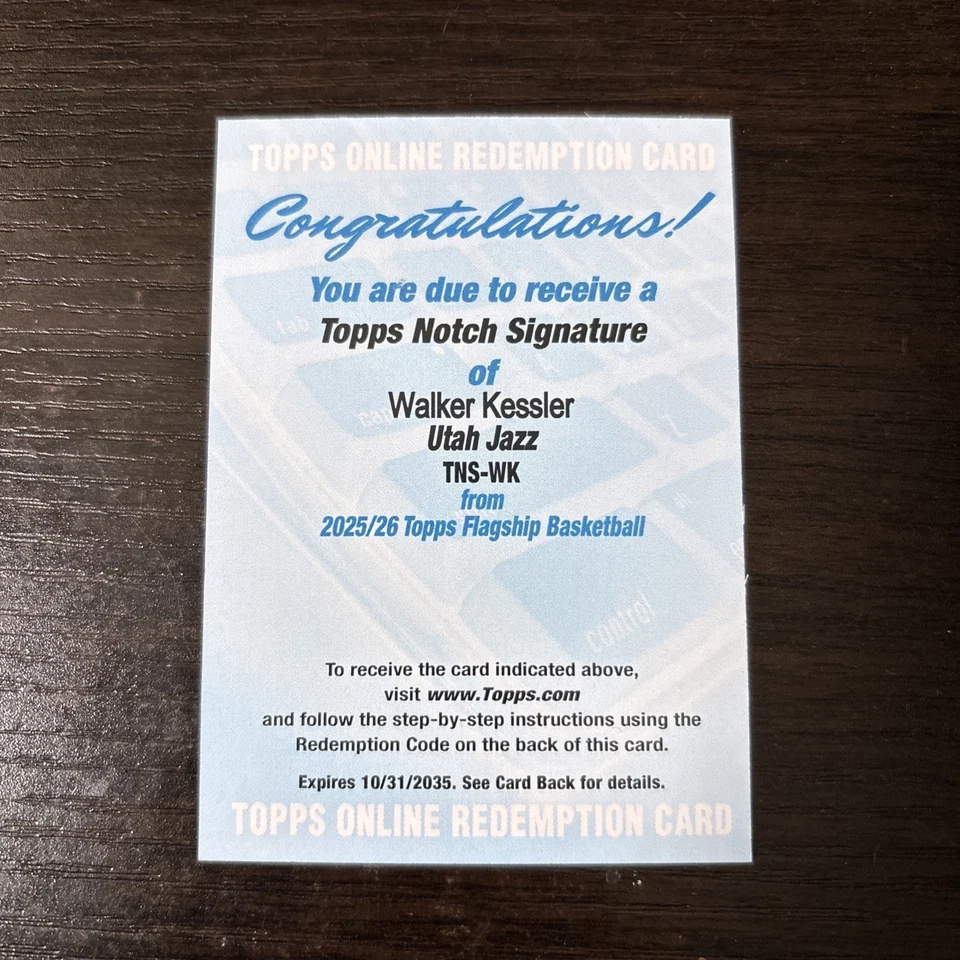 TOPPS ONLINE REDEMPTION CARD
Congratulations!
You are due to receive a
Topps Notch Signature
of
Walker Kessler
Utah Jazz
TNS-WK
from
2025/26 Topps Flagship Basketball
tab
cap
Z
control
To receive the card indicated above,
visit www.Topps.com
and follow the step-by-step instructions using the
Redemption Code on the back of this card.
Expires 10/31/2035. See Card Back for details.
TOPPS ONLINE REDEMPTION CARD